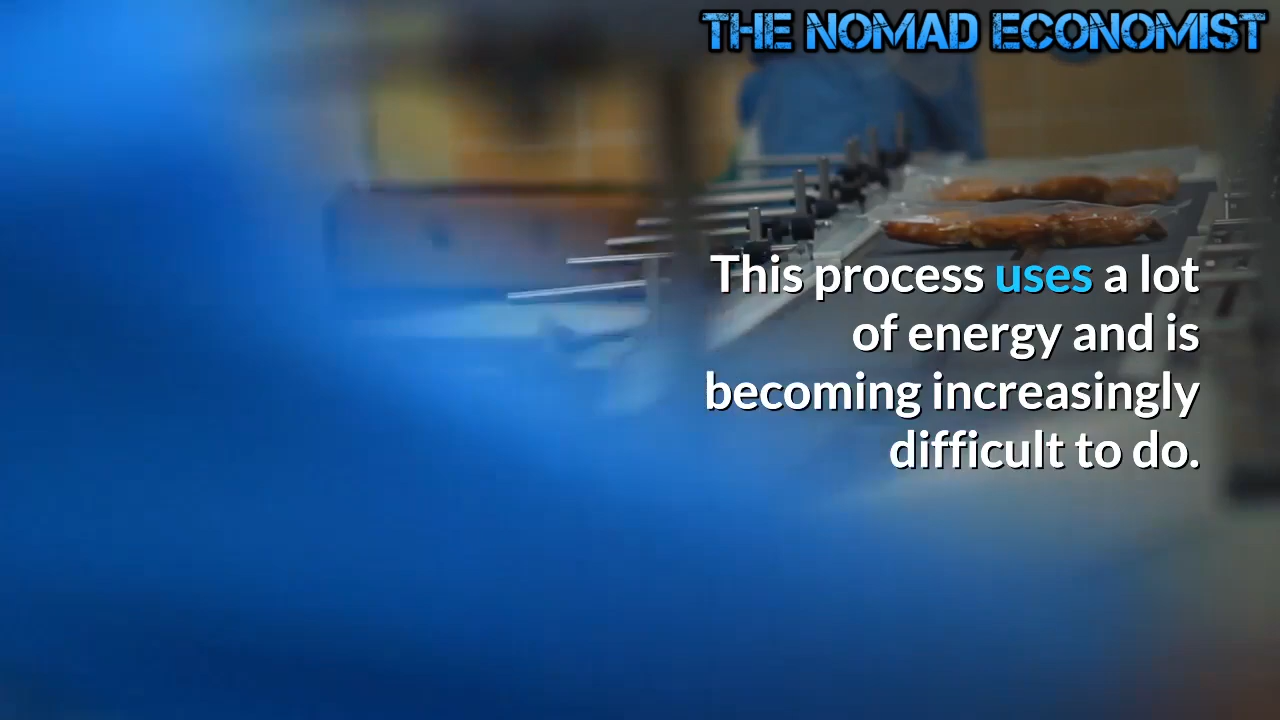 THE NOMAD ECONOMIST
This process uses a lot
of energy and is
becoming increasingly
difficult to do.